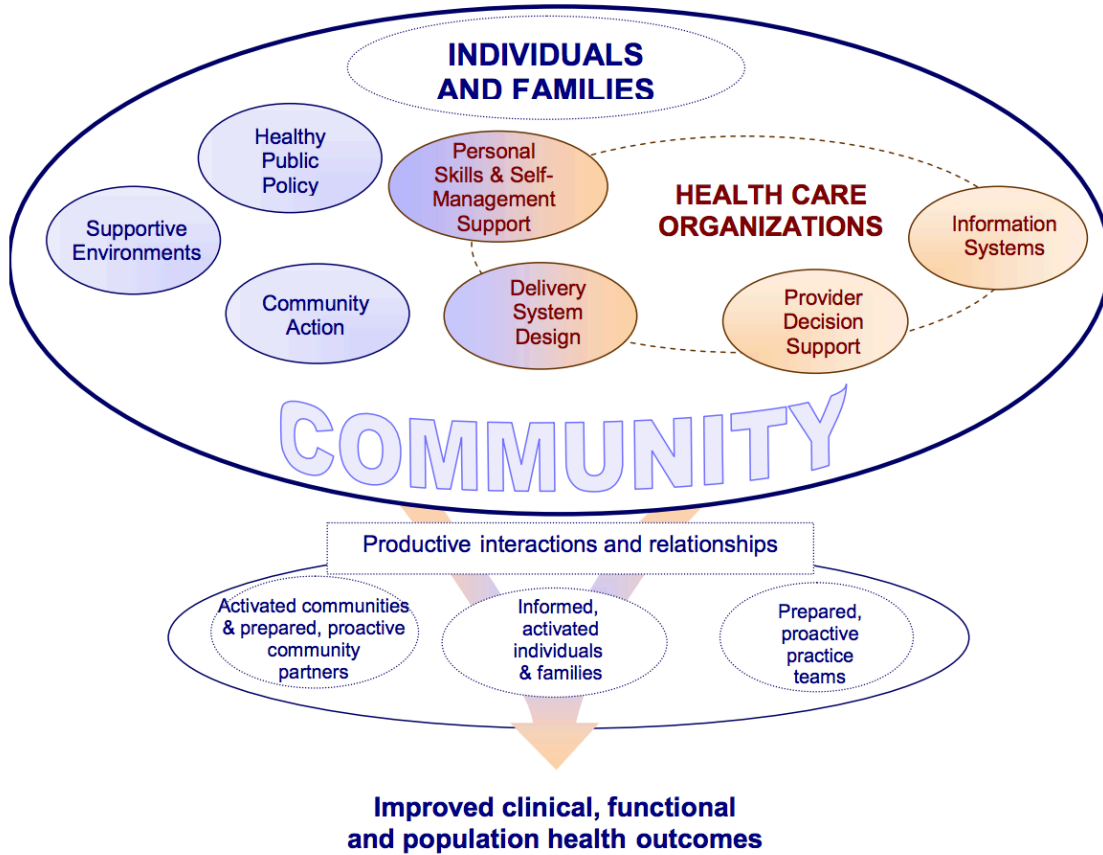 INDIVIDUALS
AND FAMILIES
Healthy
Public
Policy
Personal
Skills & Self-
Management
Support
HEALTH CARE
ORGANIZATIONS
Information
Systems
Supportive
Environments
Community
Action
Delivery
System
Design
Provider
Decision
Support
COMMUNITY
Productive interactions and relationships
Activated communities
& prepared, proactive
community
partners
Informed,
activated
individuals
& families
Prepared,
proactive
practice
teams
Improved clinical, functional
and population health outcomes